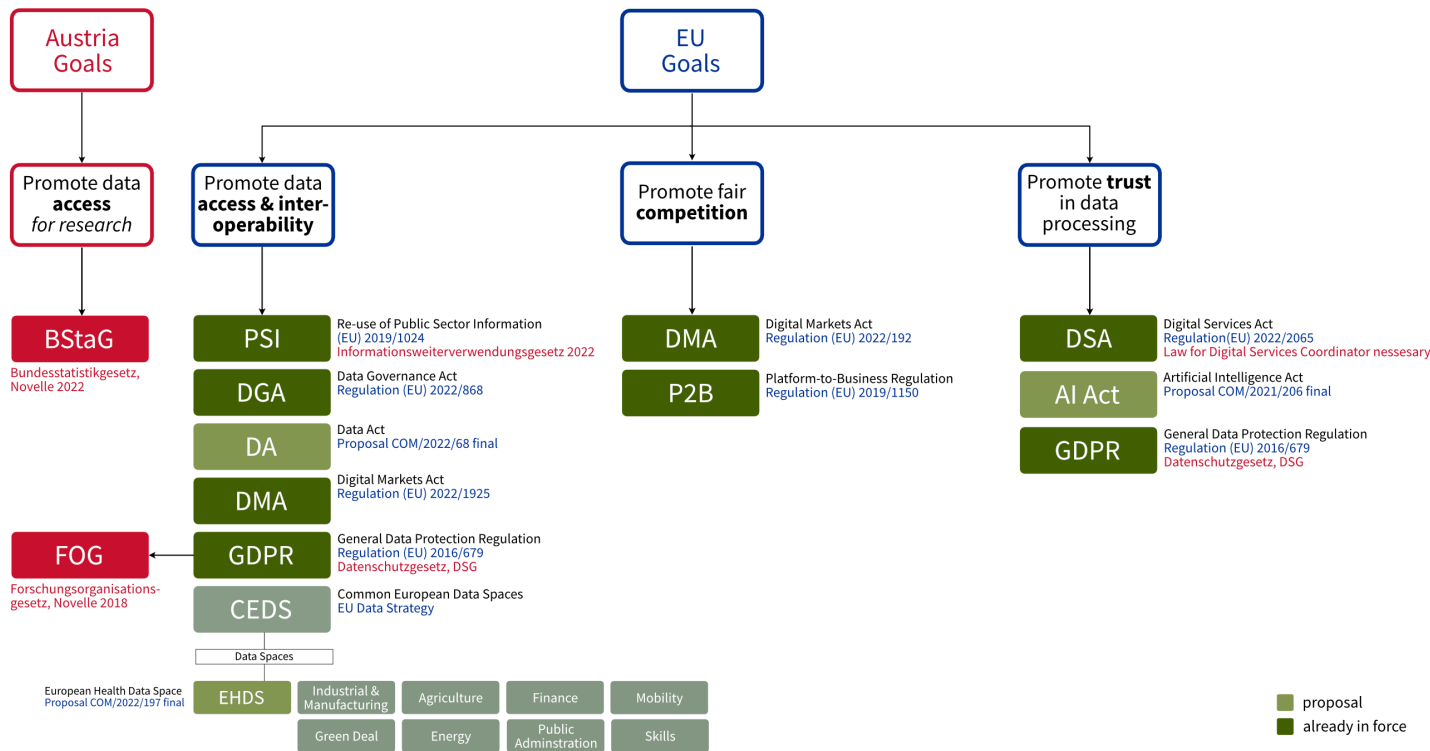 Austria
Goals
EU
Goals
Promote data
access
for research
Promote data
access & inter-
operability
Promote fair
competition
Promote trust
in data
processing
BStaG
Bundesstatistikgesetz,
Novelle 2022
PSI
Re-use of Public Sector Information
(EU) 2019/1024
Informationsweiterverwendungsgesetz 2022
DGA
Data Governance Act
Regulation (EU) 2022/868
DA
Data Act
Proposal COM/2022/68 final
DMA
Digital Markets Act
Regulation (EU) 2022/1925
FOG
Forschungsorganisations-
gesetz, Novelle 2018
GDPR
General Data Protection Regulation
Regulation (EU) 2016/679
Datenschutzgesetz, DSG
CEDS
Common European Data Spaces
EU Data Strategy
Data Spaces
European Health Data Space
Proposal COM/2022/197 final
EHDS
Industrial &
Manufacturing
Agriculture
Finance
Mobility
Green Deal
Energy
Public
Adminstration
Skills
DMA
Digital Markets Act
Regulation (EU) 2022/192
P2B
Platform-to-Business Regulation
Regulation (EU) 2019/1150
DSA
Digital Services Act
Regulation(EU) 2022/2065
Law for Digital Services Coordinator nessesary
AI Act
Artificial Intelligence Act
Proposal COM/2021/206 final
GDPR
General Data Protection Regulation
Regulation (EU) 2016/679
Datenschutzgesetz, DSG
proposal
already in force